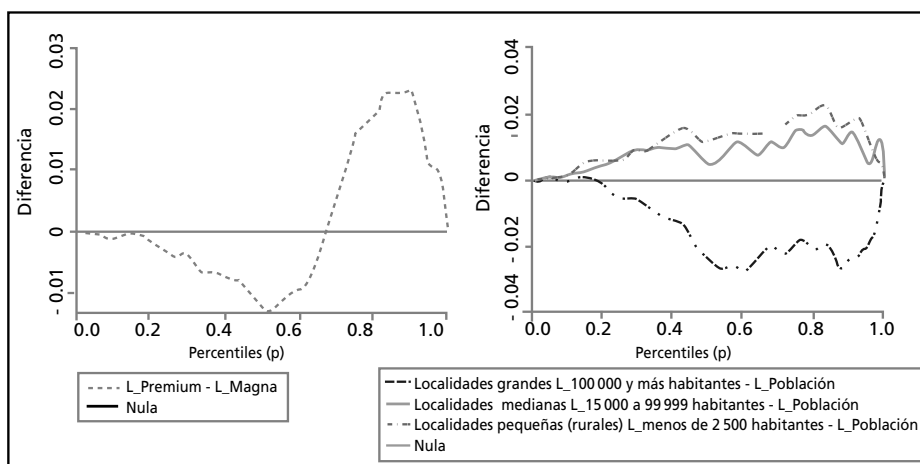 0.03
0.02
0.01
0
- 0.01
Diferencia
0.0
0.2
0.4
0.6
0.8
1.0
Percentiles (p)
L_Premium - L_Magna
Nula
0.04
0.02
0
- 0.02
- 0.04
Diferencia
0.0
0.2
0.4
0.6
0.8
1.0
Percentiles (p)
Localidades grandes L_100 000 y más habitantes - L_Población
Localidades medianas L_15 000 a 99 999 habitantes - L_Población
Localidades pequeñas (rurales) L_menos de 2 500 habitantes - L_Población
Nula